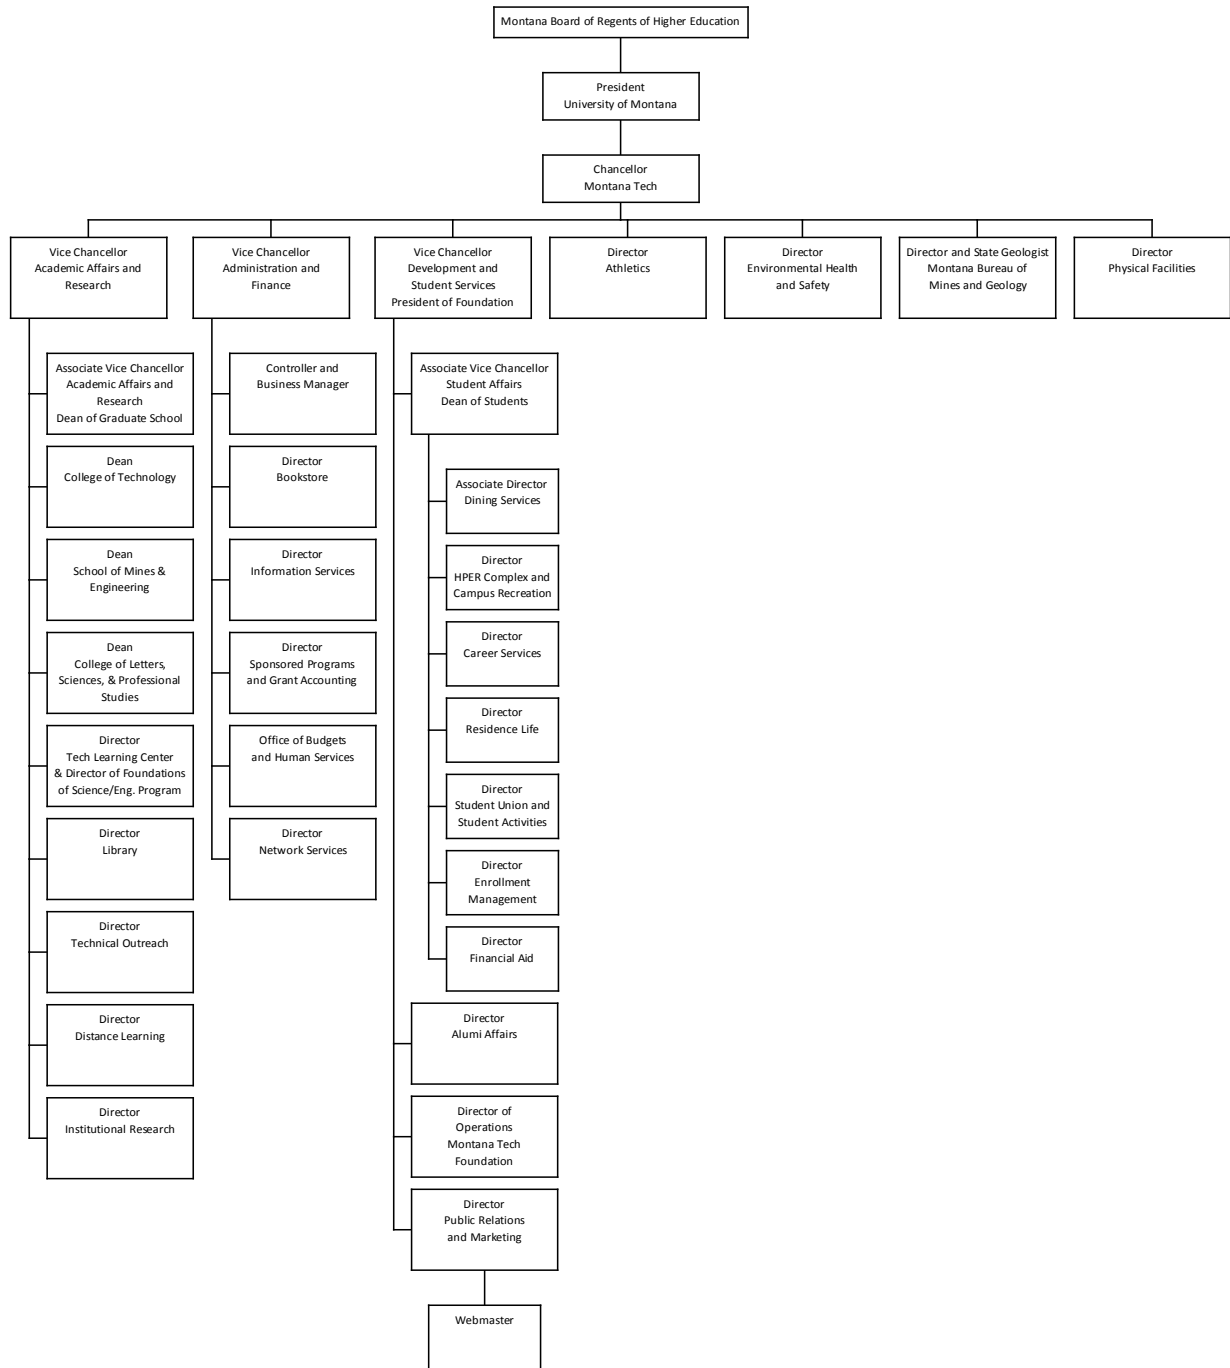 Montana Board of Regents of Higher Education
President
University of Montana
Chancellor
Montana Tech
Vice Chancellor
Academic Affairs and
Research
Vice Chancellor
Administration and
Finance
Vice Chancellor
Development and
Student Services
President of Foundation
Director
Athletics
Director
Environmental Health
and Safety
Director and State Geologist
Montana Bureau of
Mines and Geology
Director
Physical Facilities
Associate Vice Chancellor
Academic Affairs and
Research
Dean of Graduate School
Dean
College of Technology
Dean
School of Mines &
Engineering
Dean
College of Letters,
Sciences, & Professional
Studies
Director
Tech Learning Center
& Director of Foundations
of Science/Eng. Program
Director
Library
Director
Technical Outreach
Director
Distance Learning
Director
Institutional Research
Controller and
Business Manager
Director
Bookstore
Director
Information Services
Director
Sponsored Programs
and Grant Accounting
Office of Budgets
and Human Services
Director
Network Services
Associate Vice Chancellor
Student Affairs
Dean of Students
Associate Director
Dining Services
Director
HPER Complex and
Campus Recreation
Director
Career Services
Director
Residence Life
Director
Student Union and
Student Activities
Director
Enrollment
Management
Director
Financial Aid
Director
Alumi Affairs
Director of
Operations
Montana Tech
Foundation
Director
Public Relations
and Marketing
Webmaster